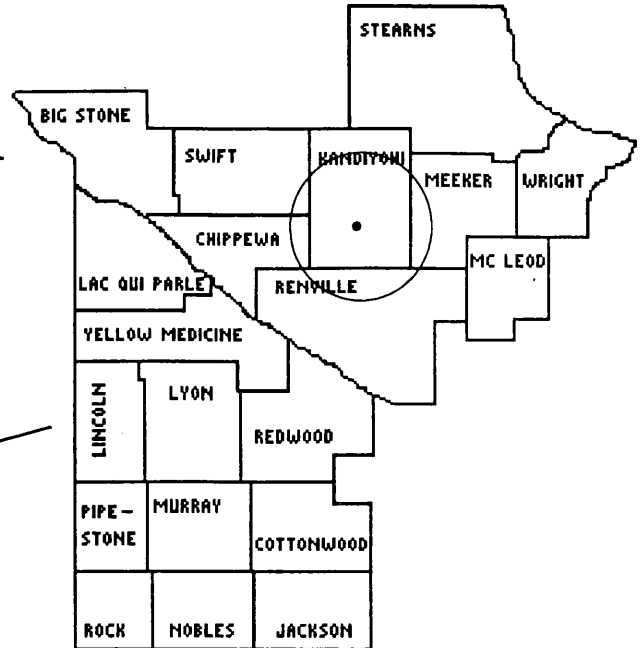 STEARNS
BIG STONE
SWIFT
KANDIYOHI
MEEKER
WRIGHT
CHIPPEWA
MC LEOD
LAC QUI PARLE
RENVILLE
YELLOW MEDICINE
LINCOLN
LYON
REDWOOD
PIPE-
STONE
MURRAY
COTTONWOOD
ROCK
NOBLES
JACKSON